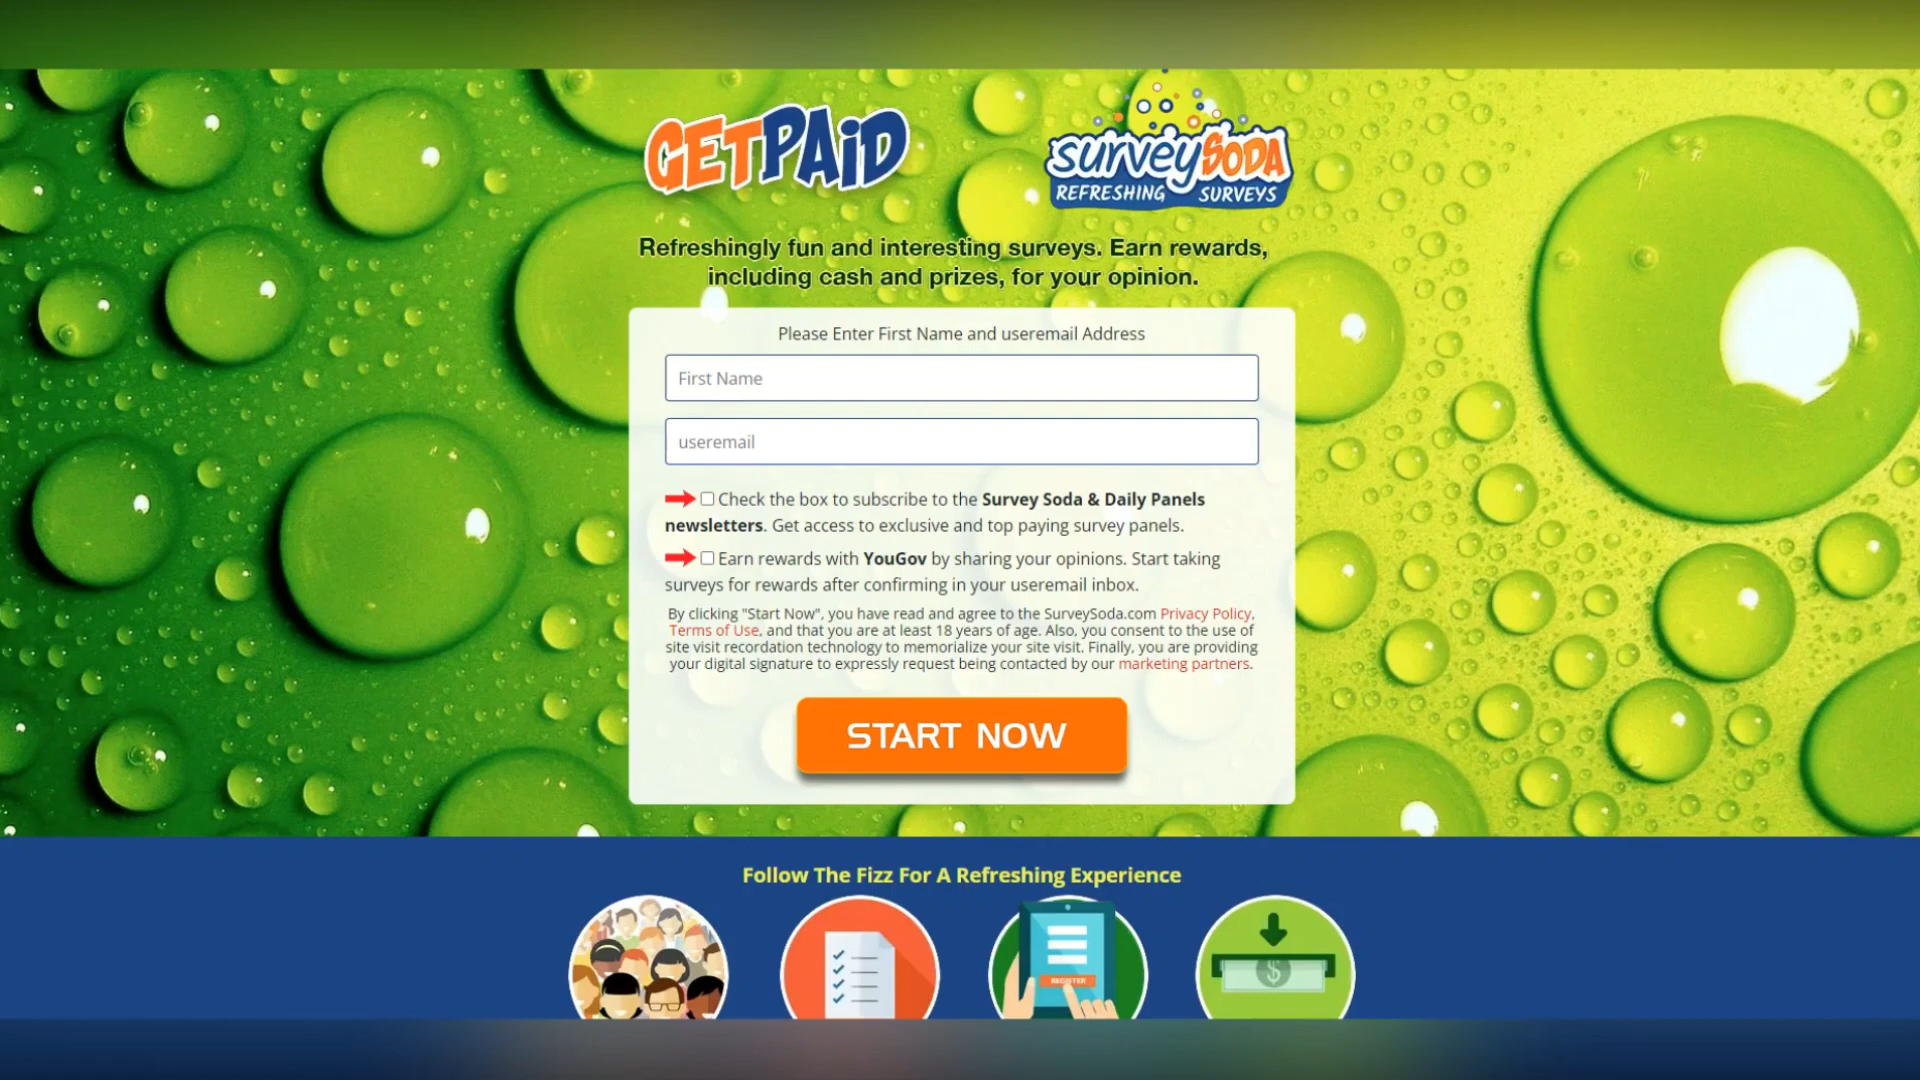 GETPAiD
surveySODA
REFRESHING SURVEYS
Refreshingly fun and interesting surveys. Earn rewards,
including cash and prizes, for your opinion.
Please Enter First Name and useremail Address
First Name
useremail
Check the box to subscribe to the Survey Soda & Daily Panels
newsletters. Get access to exclusive and top paying survey panels.
Earn rewards with YouGov by sharing your opinions. Start taking
surveys for rewards after confirming in your useremail inbox.
By clicking "Start Now", you have read and agree to the SurveySoda.com Privacy Policy,
Terms of Use, and that you are at least 18 years of age. Also, you consent to the use of
site visit recordation technology to memorialize your site visit. Finally, you are providing
your digital signature to expressly request being contacted by our marketing partners.
START NOW
Follow The Fizz For A Refreshing Experience
REGISTER
$